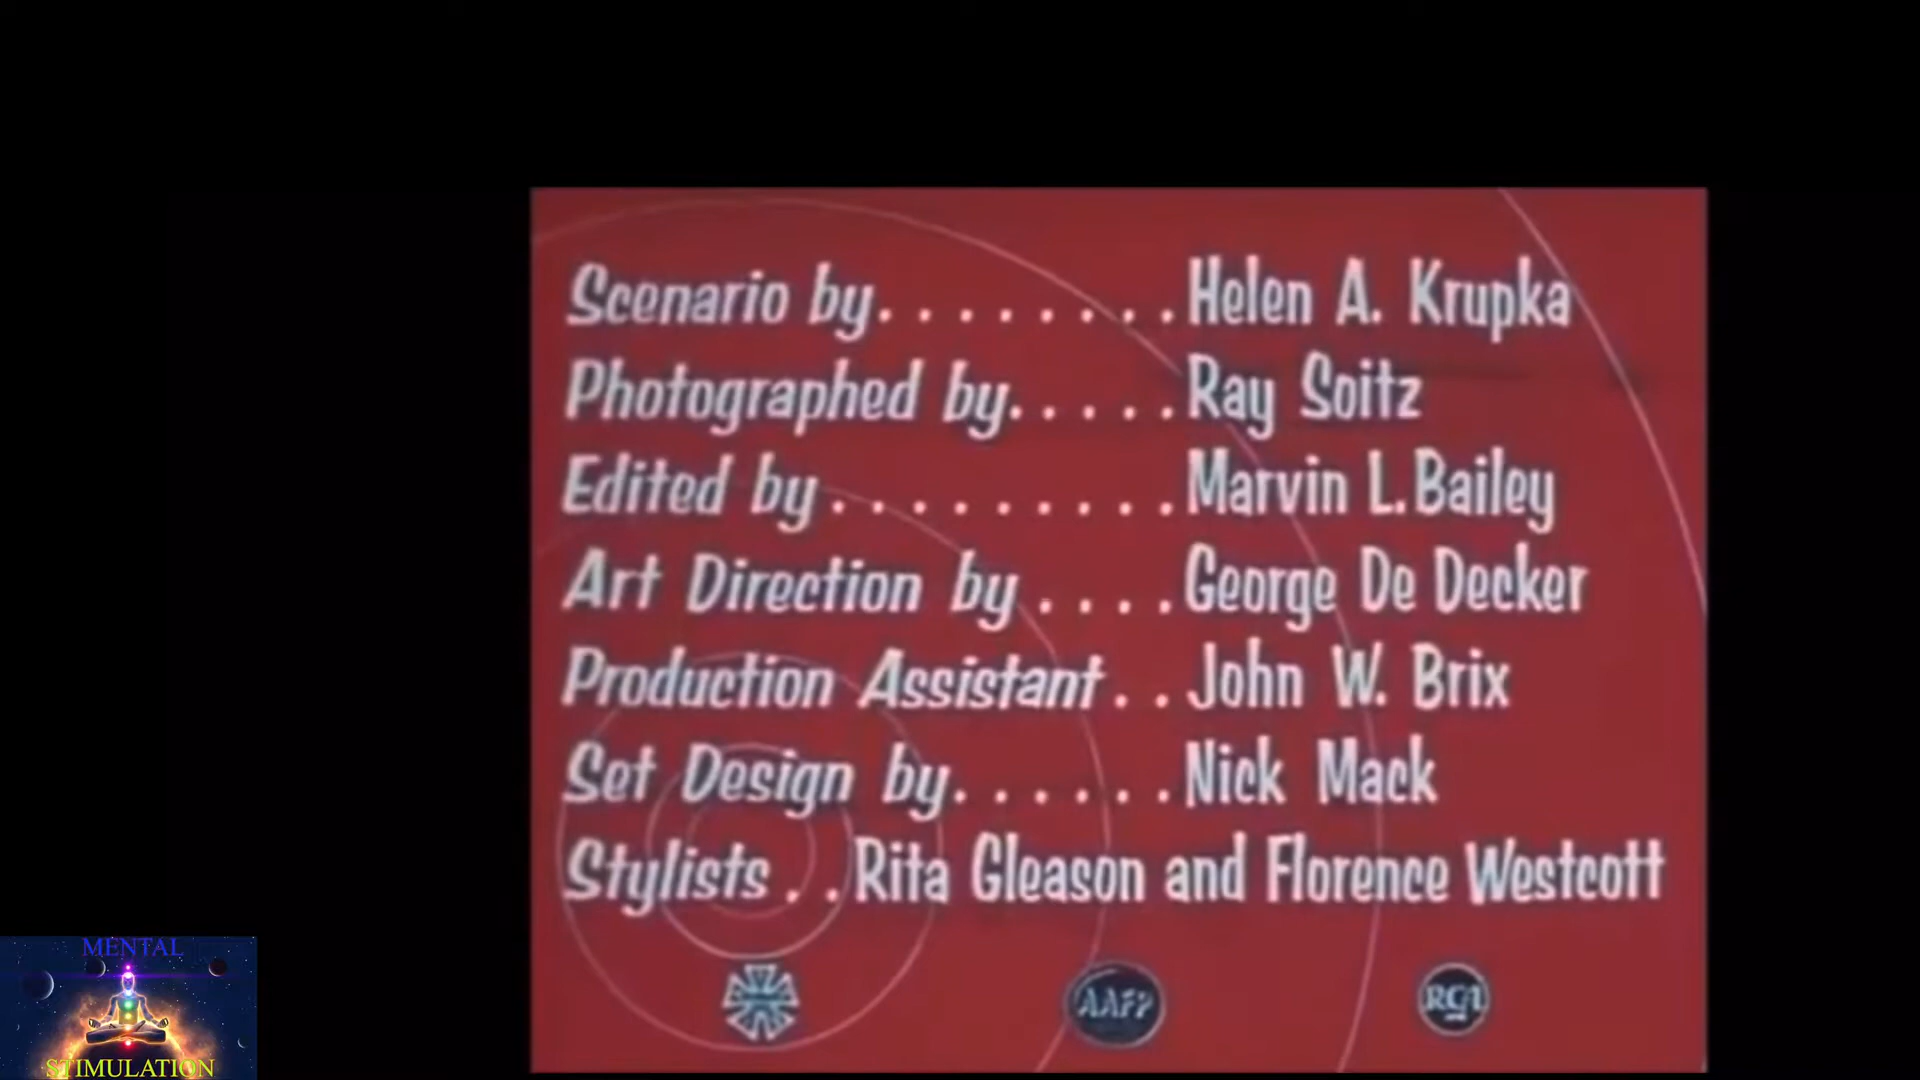 Scenario by........Helen A. Krupka
Photographed by.....Ray Soitz
Edited by.........Marvin L. Bailey
Art Direction by....George De Decker
Production Assistant..John W. Brix
Set Design by......Nick Mack
Stylists..Rita Gleason and Florence Westcott
AAFP
RCA
MENTAL
STIMULATION